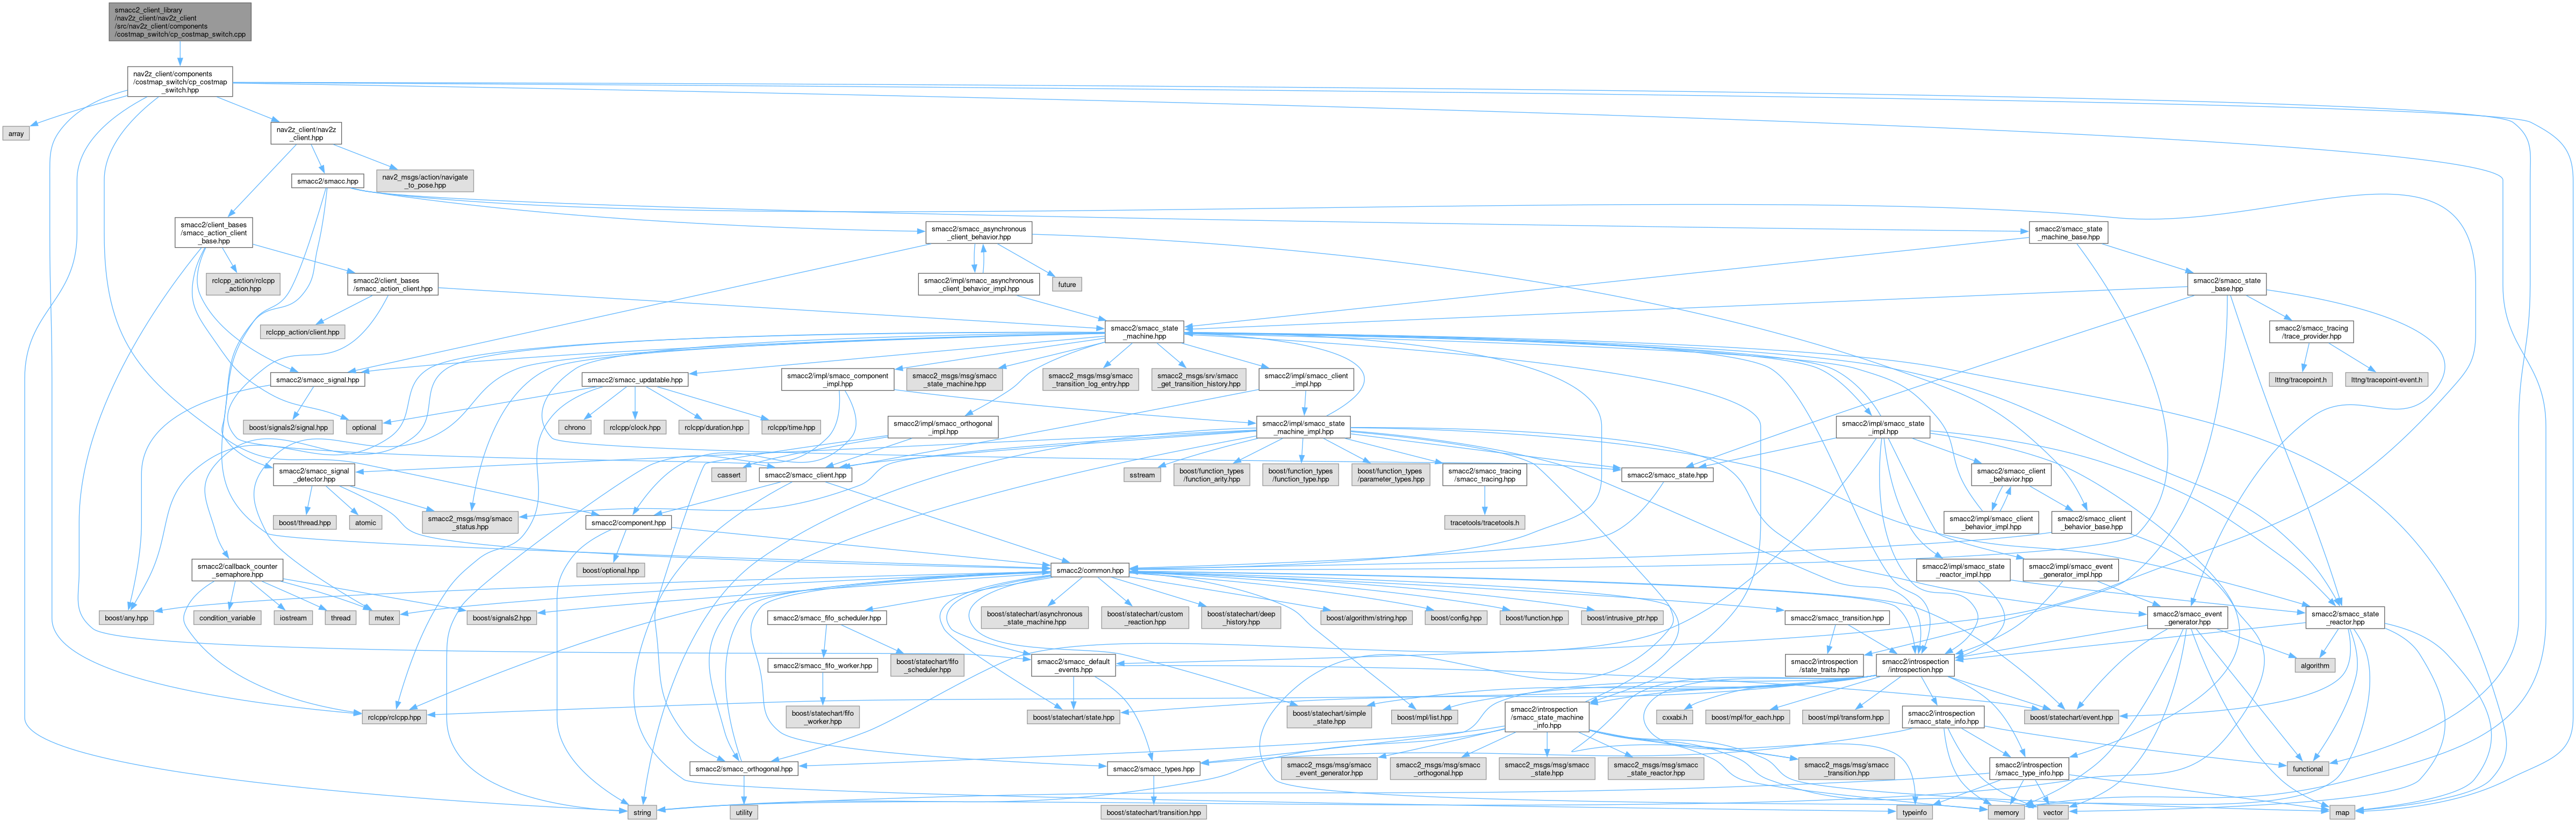 smacc2_client_library
/nav2z_client/nav2z_client
/src/nav2z_client/components
/costmap_switch/cp_costmap_switch.cpp
nav2z_client/components
/costmap_switch/cp_costmap
_switch.hpp
array
nav2z_client/nav2z
_client.hpp
smacc2/smacc.hpp
nav2_msgs/action/navigate
_to_pose.hpp
smacc2/client_bases
/smacc_action_client
_base.hpp
smacc2/smacc_asynchronous
_client_behavior.hpp
smacc2/smacc_state
_machine_base.hpp
rclcpp_action/rclcpp
_action.hpp
smacc2/client_bases
/smacc_action_client.hpp
smacc2/impl/smacc_asynchronous
_client_behavior_impl.hpp
future
smacc2/smacc_state
_base.hpp
rclcpp_action/client.hpp
smacc2/smacc_state
_machine.hpp
smacc2/smacc_tracing
/trace_provider.hpp
smacc2/smacc_signal.hpp
smacc2/smacc_updatable.hpp
smacc2/impl/smacc_component
_impl.hpp
smacc2_msgs/msg/smacc
_state_machine.hpp
smacc2_msgs/msg/smacc
_transition_log_entry.hpp
smacc2_msgs/srv/smacc
_get_transition_history.hpp
smacc2/impl/smacc_client
_impl.hpp
lttng/tracepoint.h
lttng/tracepoint-event.h
boost/signals2/signal.hpp
optional
chrono
rclcpp/clock.hpp
rclcpp/duration.hpp
rclcpp/time.hpp
smacc2/impl/smacc_orthogonal
_impl.hpp
smacc2/impl/smacc_state
_machine_impl.hpp
smacc2/impl/smacc_state
_impl.hpp
smacc2/smacc_signal
_detector.hpp
cassert
smacc2/smacc_client.hpp
sstream
boost/function_types
/function_arity.hpp
boost/function_types
/function_type.hpp
boost/function_types
/parameter_types.hpp
smacc2/smacc_tracing
/smacc_tracing.hpp
smacc2/smacc_state.hpp
smacc2/smacc_client
_behavior.hpp
boost/thread.hpp
atomic
smacc2_msgs/msg/smacc
_status.hpp
smacc2/component.hpp
tracetools/tracetools.h
smacc2/impl/smacc_client
_behavior_impl.hpp
smacc2/smacc_client
_behavior_base.hpp
smacc2/callback_counter
_semaphore.hpp
boost/optional.hpp
smacc2/common.hpp
smacc2/impl/smacc_state
_reactor_impl.hpp
smacc2/impl/smacc_event
_generator_impl.hpp
boost/any.hpp
condition_variable
iostream
thread
mutex
boost/signals2.hpp
smacc2/smacc_fifo_scheduler.hpp
boost/statechart/asynchronous
_state_machine.hpp
boost/statechart/custom
_reaction.hpp
boost/statechart/deep
_history.hpp
boost/algorithm/string.hpp
boost/config.hpp
boost/function.hpp
boost/intrusive_ptr.hpp
smacc2/smacc_transition.hpp
smacc2/smacc_event
_generator.hpp
smacc2/smacc_state
_reactor.hpp
smacc2/smacc_fifo_worker.hpp
boost/statechart/fifo
_scheduler.hpp
smacc2/smacc_default
_events.hpp
smacc2/introspection
/state_traits.hpp
smacc2/introspection
/introspection.hpp
algorithm
rclcpp/rclcpp.hpp
boost/statechart/fifo
_worker.hpp
boost/statechart/state.hpp
boost/statechart/simple
_state.hpp
boost/mpl/list.hpp
smacc2/introspection
/smacc_state_machine
_info.hpp
cxxabi.h
boost/mpl/for_each.hpp
boost/mpl/transform.hpp
smacc2/introspection
/smacc_state_info.hpp
boost/statechart/event.hpp
smacc2/smacc_orthogonal.hpp
smacc2/smacc_types.hpp
smacc2_msgs/msg/smacc
_event_generator.hpp
smacc2_msgs/msg/smacc
_orthogonal.hpp
smacc2_msgs/msg/smacc
_state.hpp
smacc2_msgs/msg/smacc
_state_reactor.hpp
smacc2_msgs/msg/smacc
_transition.hpp
smacc2/introspection
/smacc_type_info.hpp
functional
string
utility
boost/statechart/transition.hpp
typeinfo
memory
vector
map